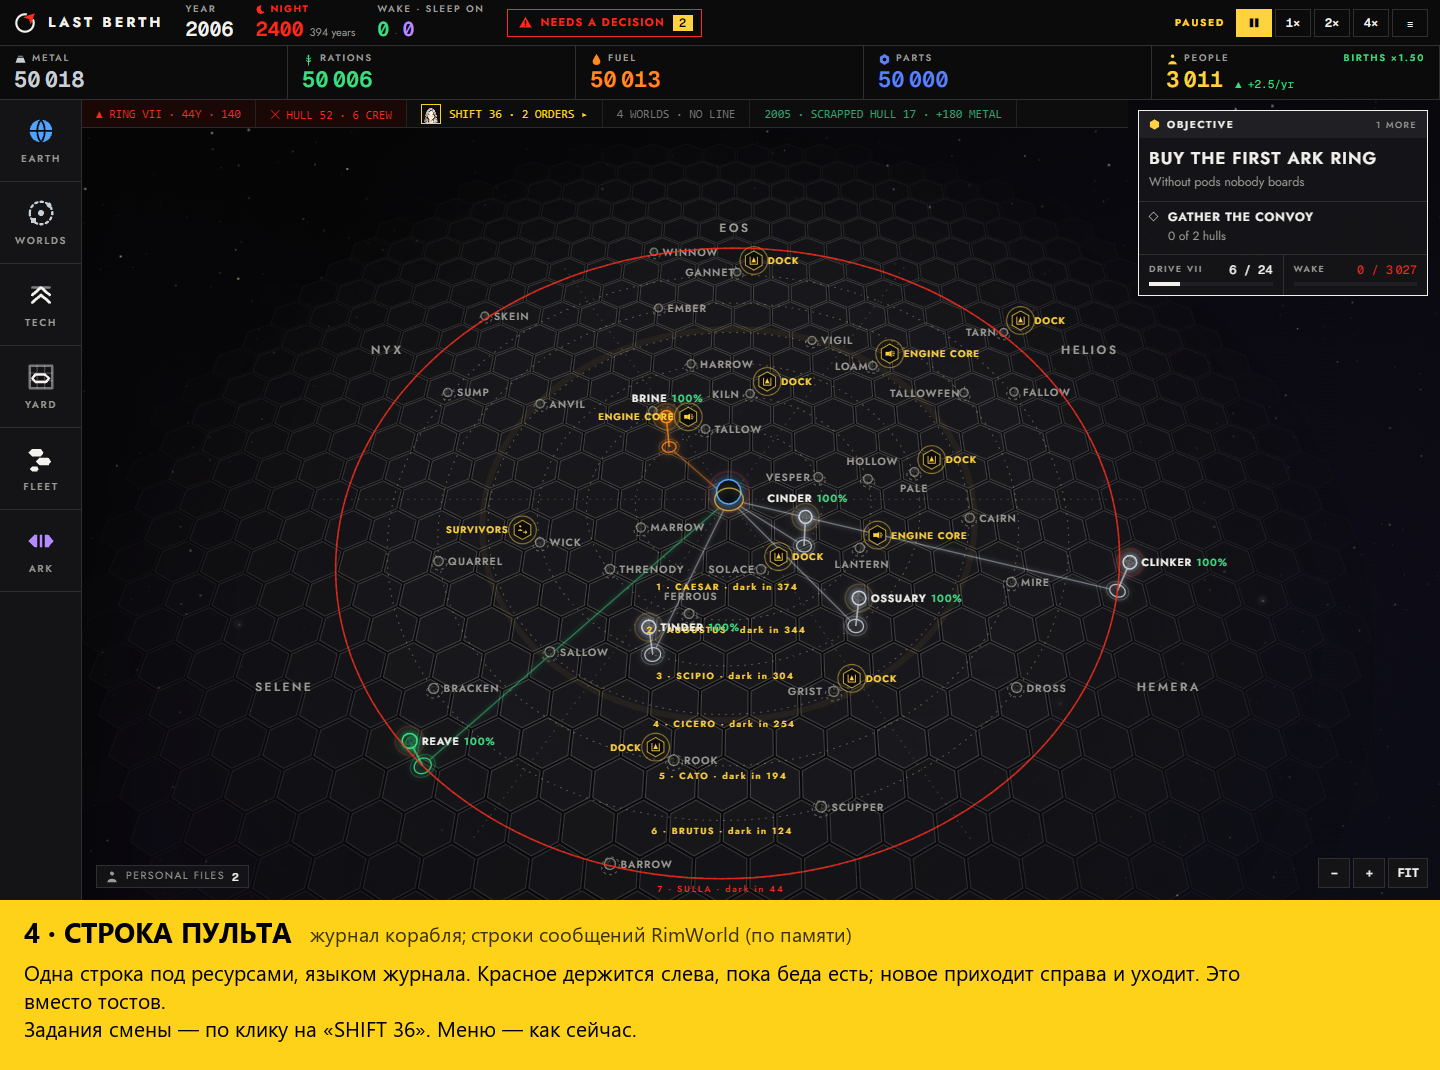 LAST BERTH
YEAR
2006
NIGHT
2400 394 years
WAKE · SLEEP ON
0 · 0
NEEDS A DECISION 2
PAUSED
1×
2×
4×
METAL
50 018
RATIONS
50 006
FUEL
50 013
PARTS
50 000
PEOPLE
3 011 ▲ +2.5/yr
BIRTHS ×1.50
▲ RING VII · 44Y · 140
HULL 52 · 6 CREW
SHIFT 36 · 2 ORDERS ▸
4 WORLDS · NO LINE
2005 · SCRAPPED HULL 17 · +180 METAL
EARTH
WORLDS
TECH
YARD
FLEET
ARK
OBJECTIVE
1 MORE
BUY THE FIRST ARK RING
Without pods nobody boards
GATHER THE CONVOY
0 of 2 hulls
DRIVE VII 6 / 24
WAKE 0 / 3 027
EOS
WINNOW
GANNET
DOCK
EMBER
SKEIN
DOCK
TARN
NYX
VIGIL
HELIOS
ENGINE CORE
HARROW
LOAM
DOCK
SUMP
BRINE 100%
KILN
TALLOWFEN
FALLOW
ANVIL
ENGINE CORE
TALLOW
HOLLOW
DOCK
VESPER
PALE
CINDER 100%
CAIRN
SURVIVORS
MARROW
ENGINE CORE
WICK
QUARREL
DOCK
LANTERN
CLINKER 100%
THRENODY
SOLACE
MIRE
1 · CAESAR · dark in 374
FERROUS
OSSUARY 100%
TINDER 100%
2 · AUGUSTUS · dark in 344
SALLOW
3 · SCIPIO · dark in 304
DOCK
SELENE
BRACKEN
GRIST
DROSS
HEMERA
4 · CICERO · dark in 254
REAVE 100%
DOCK
ROOK
5 · CATO · dark in 194
SCUPPER
6 · BRUTUS · dark in 124
BARROW
7 · SULLA · dark in 44
PERSONAL FILES 2
−
+
FIT
4 · СТРОКА ПУЛЬТА журнал корабля; строки сообщений RimWorld (по памяти)
Одна строка под ресурсами, языком журнала. Красное держится слева, пока беда есть; новое приходит справа и уходит. Это
вместо тостов.
Задания смены — по клику на «SHIFT 36». Меню — как сейчас.